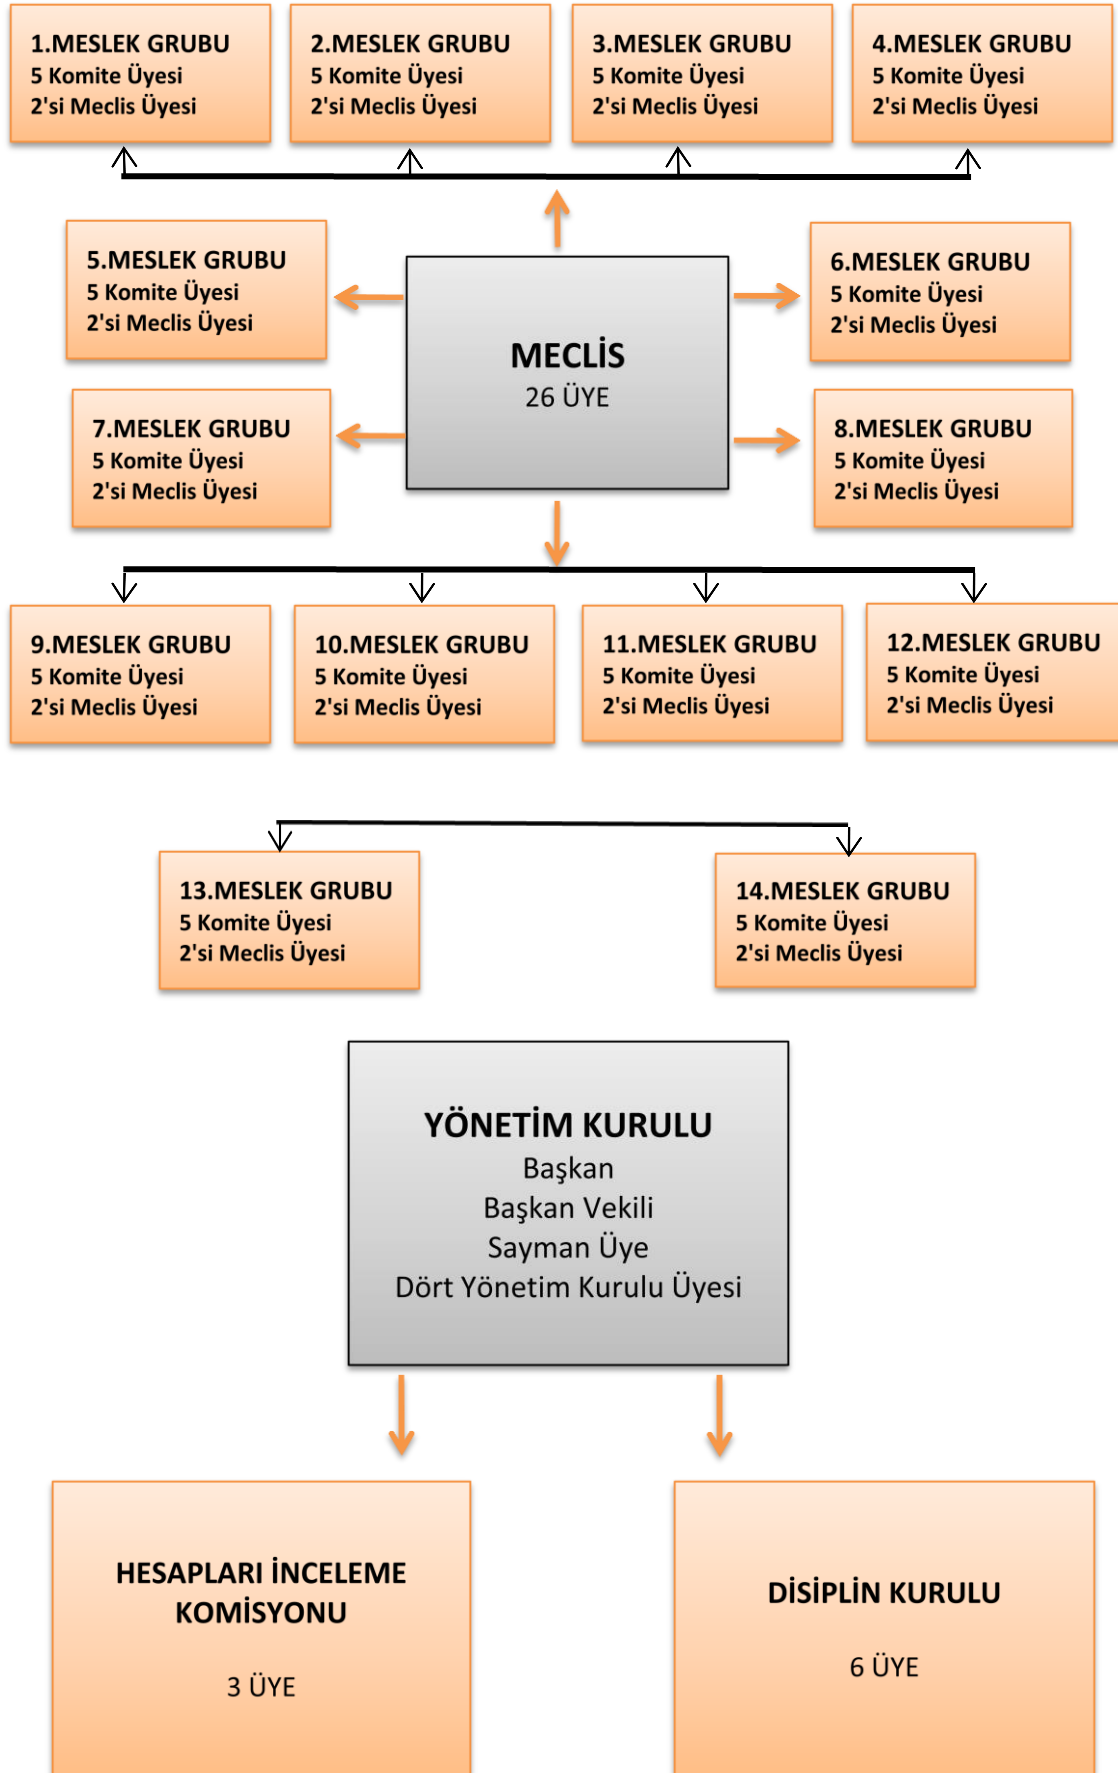 1.MESLEK GRUBU
5 Komite Üyesi
2'si Meclis Üyesi
2.MESLEK GRUBU
5 Komite Üyesi
2'si Meclis Üyesi
3.MESLEK GRUBU
5 Komite Üyesi
2'si Meclis Üyesi
4.MESLEK GRUBU
5 Komite Üyesi
2'si Meclis Üyesi
5.MESLEK GRUBU
5 Komite Üyesi
2'si Meclis Üyesi
6.MESLEK GRUBU
5 Komite Üyesi
2'si Meclis Üyesi
MECLİS
26 ÜYE
7.MESLEK GRUBU
5 Komite Üyesi
2'si Meclis Üyesi
8.MESLEK GRUBU
5 Komite Üyesi
2'si Meclis Üyesi
9.MESLEK GRUBU
5 Komite Üyesi
2'si Meclis Üyesi
10.MESLEK GRUBU
5 Komite Üyesi
2'si Meclis Üyesi
11.MESLEK GRUBU
5 Komite Üyesi
2'si Meclis Üyesi
12.MESLEK GRUBU
5 Komite Üyesi
2'si Meclis Üyesi
13.MESLEK GRUBU
5 Komite Üyesi
2'si Meclis Üyesi
14.MESLEK GRUBU
5 Komite Üyesi
2'si Meclis Üyesi
YÖNETİM KURULU
Başkan
Başkan Vekili
Sayman Üye
Dört Yönetim Kurulu Üyesi
HESAPLARI İNCELEME
KOMİSYONU
3 ÜYE
DİSİPLİN KURULU
6 ÜYE